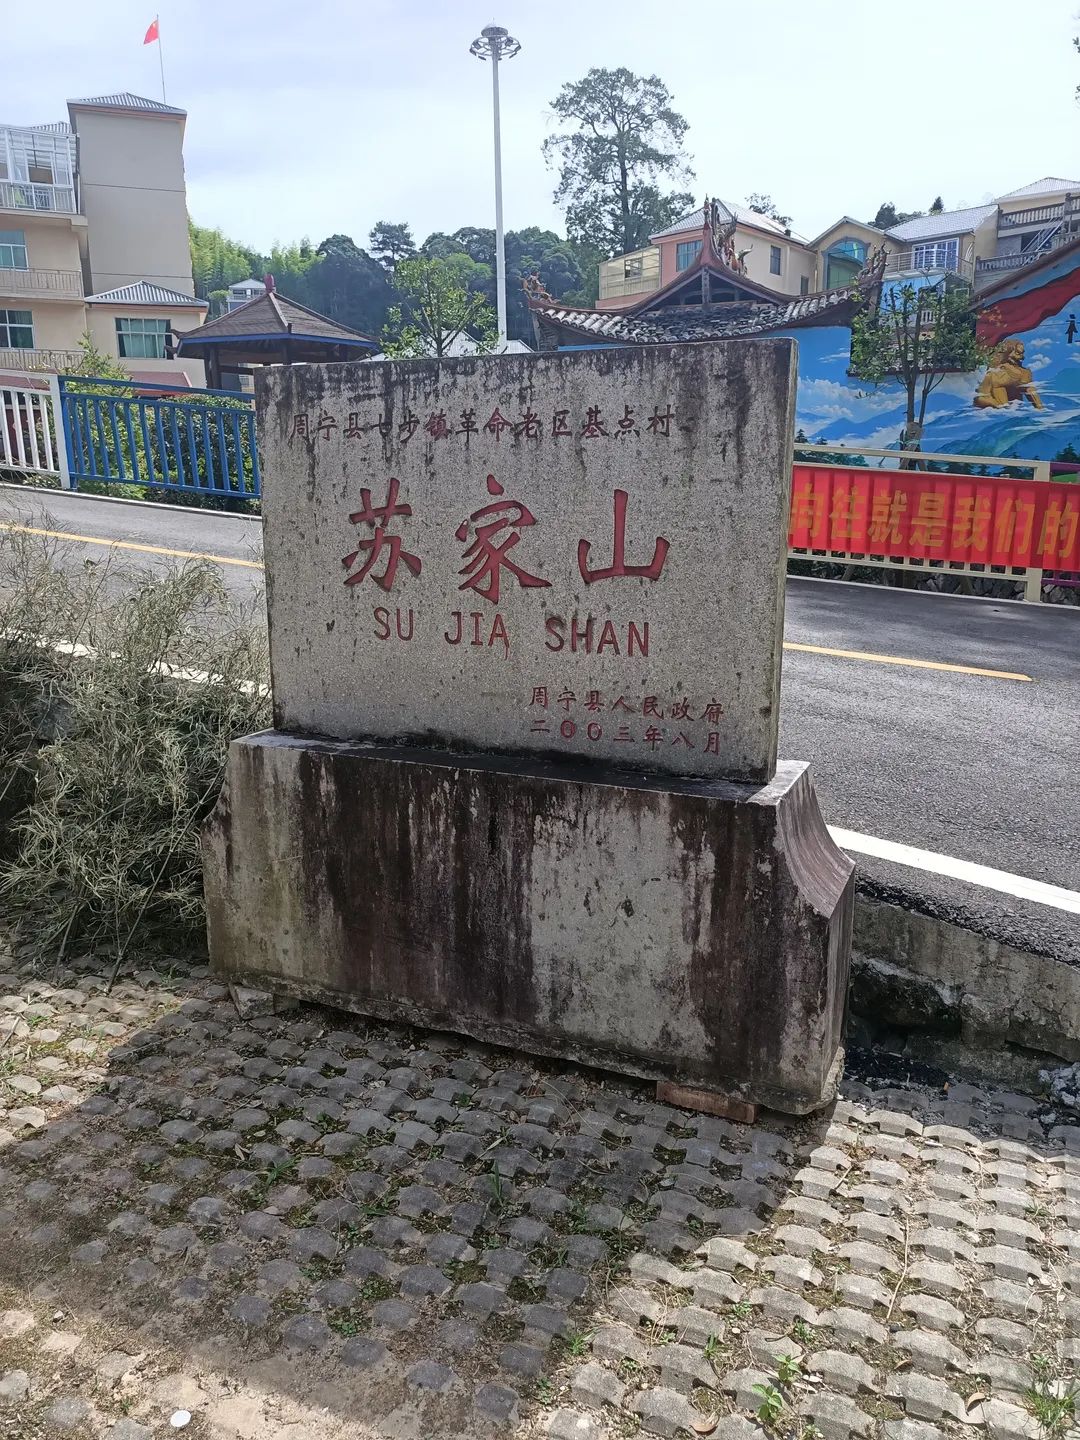 周宁县七步镇革命老区基点村
苏家山
SU JIA SHAN
周宁县人民政府
二00三年八月
向往就是我们的